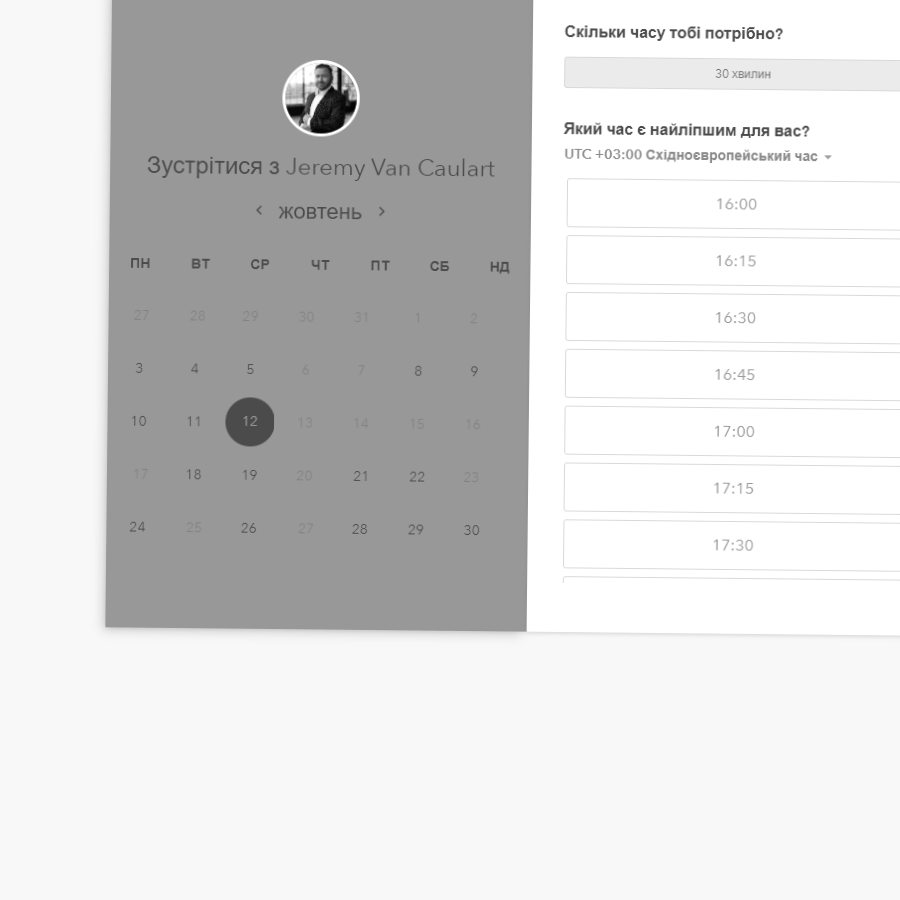 Зустрітися з Jeremy Van Caulart
жовтень
ПН ВТ СР ЧТ ПТ СБ НД
27 28 29 30 31 1 2
3 4 5 6 7 8 9
10 11 12 13 14 15 16
17 18 19 20 21 22 23
24 25 26 27 28 29 30
Скільки часу тобі потрібно?
30 хвилин
Який час є найліпшим для вас?
UTC +03:00 Східноєвропейський час
16:00
16:15
16:30
16:45
17:00
17:15
17:30